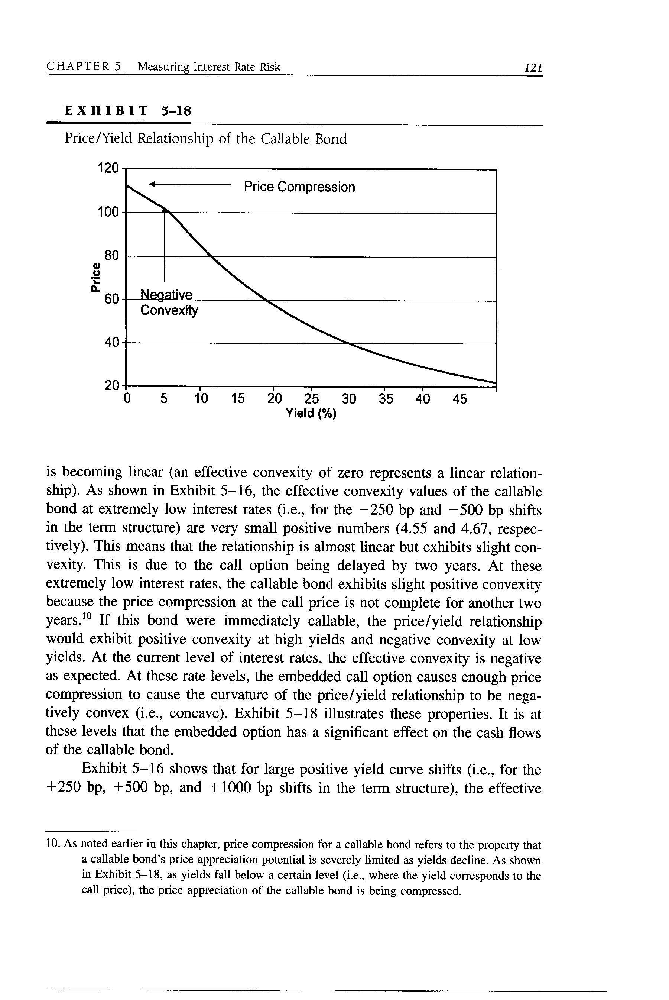 CHAPTER 5 Measuring Interest Rate Risk 121
EXHIBIT 5–18
Price/Yield Relationship of the Callable Bond
120
Price Compression
100
80
Price
60
Negative
Convexity
40
20
0 5 10 15 20 25 30 35 40 45
Yield (%)
is becoming linear (an effective convexity of zero represents a linear relation-
ship). As shown in Exhibit 5–16, the effective convexity values of the callable
bond at extremely low interest rates (i.e., for the −250 bp and −500 bp shifts
in the term structure) are very small positive numbers (4.55 and 4.67, respec-
tively). This means that the relationship is almost linear but exhibits slight con-
vexity. This is due to the call option being delayed by two years. At these
extremely low interest rates, the callable bond exhibits slight positive convexity
because the price compression at the call price is not complete for another two
years.¹⁰ If this bond were immediately callable, the price/yield relationship
would exhibit positive convexity at high yields and negative convexity at low
yields. At the current level of interest rates, the effective convexity is negative
as expected. At these rate levels, the embedded call option causes enough price
compression to cause the curvature of the price/yield relationship to be nega-
tively convex (i.e., concave). Exhibit 5–18 illustrates these properties. It is at
these levels that the embedded option has a significant effect on the cash flows
of the callable bond.
Exhibit 5–16 shows that for large positive yield curve shifts (i.e., for the
+250 bp, +500 bp, and +1000 bp shifts in the term structure), the effective
10. As noted earlier in this chapter, price compression for a callable bond refers to the property that
a callable bond's price appreciation potential is severely limited as yields decline. As shown
in Exhibit 5–18, as yields fall below a certain level (i.e., where the yield corresponds to the
call price), the price appreciation of the callable bond is being compressed.